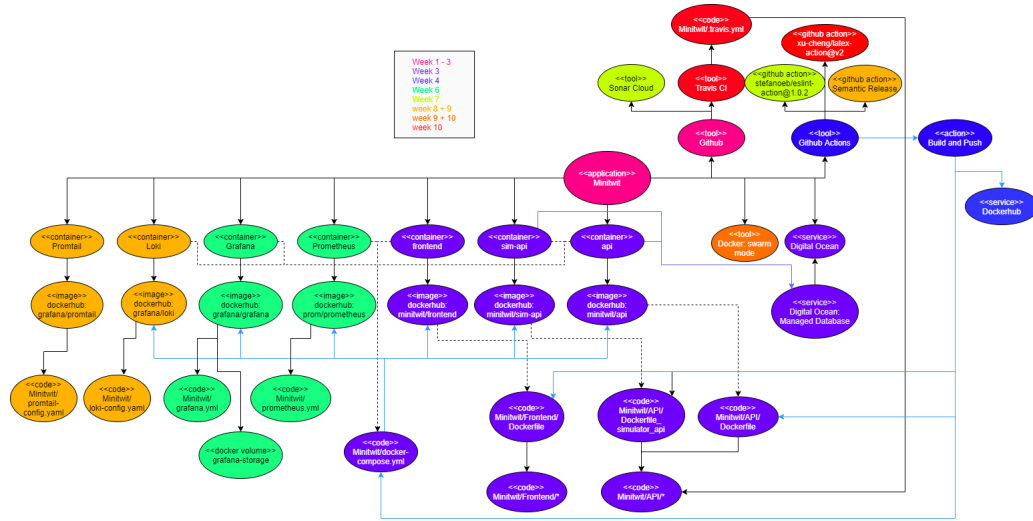 <<code>>
Minitwit/.travis.yml
<<github action>>
xu-cheng/latex-
action@v2
Week 1 - 3
Week 3
Week 4
Week 6
Week 7
week 8 + 9
week 9 + 10
week 10
<<tool>>
Sonar Cloud
<<tool>>
Travis CI
<<github action>>
stefanoeb/eslint-
action@1.0.2
<<github action>>
Semantic Release
<<tool>>
Github
<<tool>>
Github Actions
<<action>>
Build and Push
<<application>>
Minitwit
<<service>>
Dockerhub
<<container>>
Promtail
<<container>>
Loki
<<container>>
Grafana
<<container>>
Prometheus
<<container>>
frontend
<<container>>
sim-api
<<container>>
api
<<tool>>
Docker: swarm
mode
<<service>>
Digital Ocean
<<image>>
dockerhub:
grafana/promtail
<<image>>
dockerhub:
grafana/loki
<<image>>
dockerhub:
grafana/grafana
<<image>>
dockerhub:
prom/prometheus
<<image>>
dockerhub:
minitwit/frontend
<<image>>
dockerhub:
minitwit/sim-api
<<image>>
dockerhub:
minitwit/api
<<service>>
Digital Ocean:
Managed Database
<<code>>
Minitwit/
promtail-
config.yaml
<<code>>
Minitwit/
loki-config.yaml
<<code>>
Minitwit/
grafana.yml
<<code>>
Minitwit/
prometheus.yml
<<code>>
Minitwit/Frontend/
Dockerfile
<<code>>
Minitwit/API/
Dockerfile_
simulator_api
<<code>>
Minitwit/API/
Dockerfile
<<docker volume>>
grafana-storage
<<code>>
Minitwit/docker-
compose.yml
<<code>>
Minitwit/Frontend/*
<<code>>
Minitwit/API/*